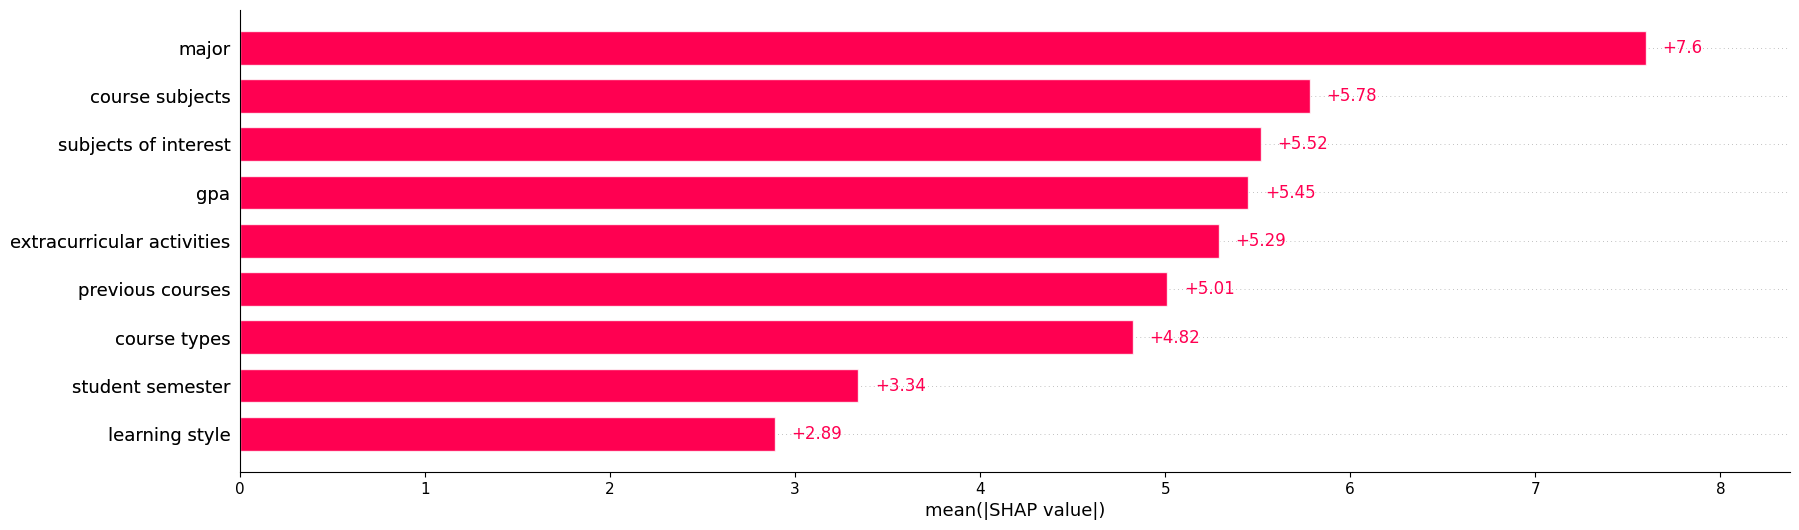 major +7.6
course subjects +5.78
subjects of interest +5.52
gpa +5.45
extracurricular activities +5.29
previous courses +5.01
course types +4.82
student semester +3.34
learning style +2.89
0 1 2 3 4 5 6 7 8
mean(|SHAP value|)